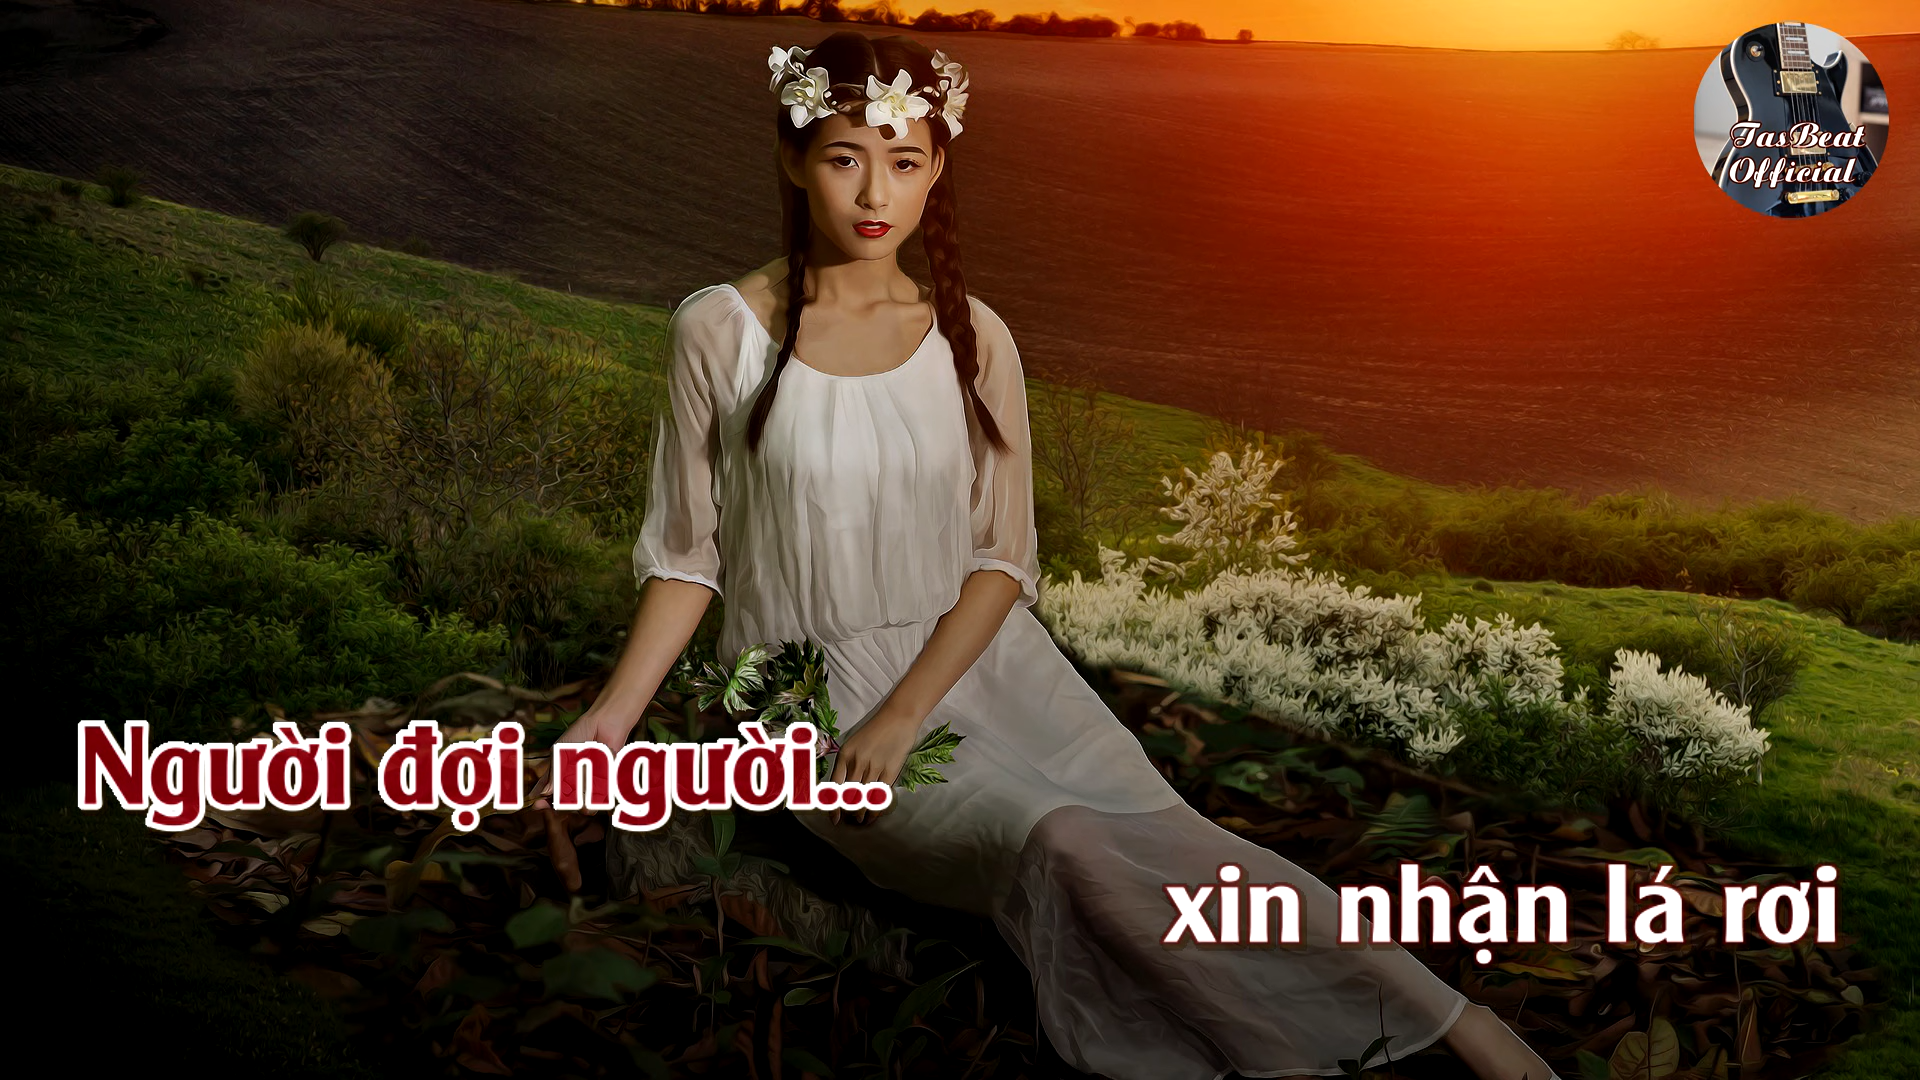 TasBeat
Official
Người đợi người...
xin nhận lá rơi